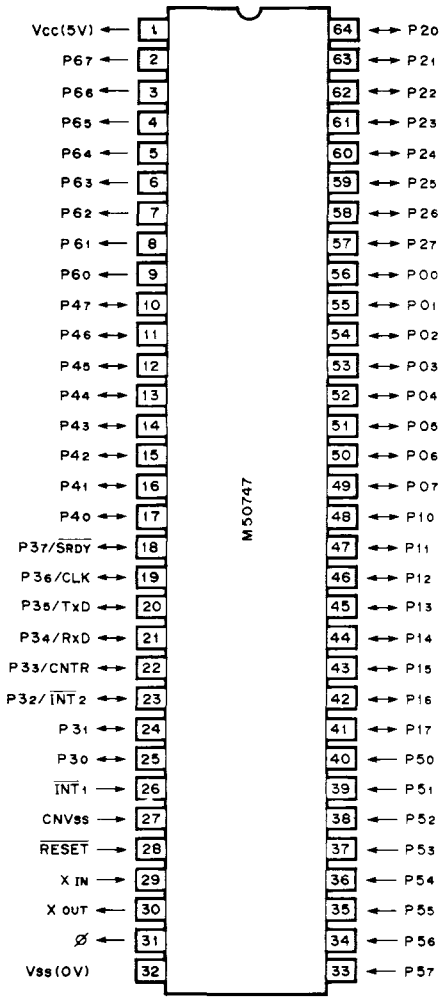 Vcc(5V) ← 1 64 ↔ P20
P67 ← 2 63 ↔ P21
P66 ← 3 62 ↔ P22
P65 ← 4 61 ↔ P23
P64 ← 5 60 ↔ P24
P63 ← 6 59 ↔ P25
P62 ← 7 58 ↔ P26
P61 ← 8 57 ↔ P27
P60 ← 9 56 ↔ P00
P47 ↔ 10 55 ↔ P01
P46 ↔ 11 54 ↔ P02
P45 ↔ 12 53 ↔ P03
P44 ↔ 13 52 ↔ P04
P43 ↔ 14 51 ↔ P05
P42 ↔ 15 50 ↔ P06
P41 ↔ 16 49 ↔ P07
P40 ↔ 17 48 ↔ P10
P37/S̅R̅D̅Y̅ ↔ 18 47 ↔ P11
P36/CLK ↔ 19 46 ↔ P12
P35/TxD ↔ 20 45 ↔ P13
P34/RxD ↔ 21 44 ↔ P14
P33/CNTR ↔ 22 43 ↔ P15
P32/I̅N̅T̅2 ↔ 23 42 ↔ P16
P31 ↔ 24 41 ↔ P17
P30 ↔ 25 40 ← P50
I̅N̅T̅1 → 26 39 ← P51
CNVss → 27 38 ← P52
R̅E̅S̅E̅T̅ → 28 37 ← P53
X IN → 29 36 ← P54
X OUT ← 30 35 ← P55
Ø ← 31 34 ← P56
Vss(0V) 32 33 ← P57
M50747